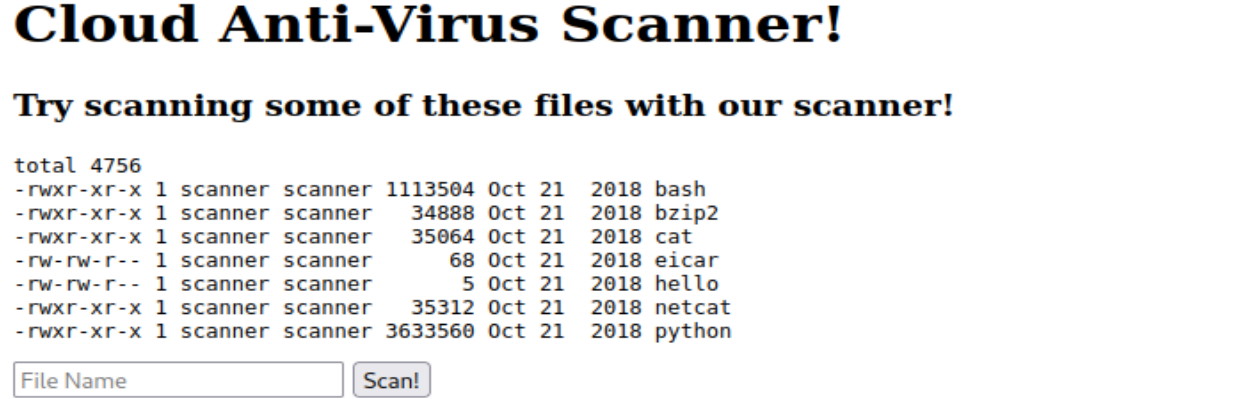 Cloud Anti-Virus Scanner!
Try scanning some of these files with our scanner!
total 4756
-rwxr-xr-x 1 scanner scanner 1113504 Oct 21  2018 bash
-rwxr-xr-x 1 scanner scanner   34888 Oct 21  2018 bzip2
-rwxr-xr-x 1 scanner scanner   35064 Oct 21  2018 cat
-rw-rw-r-- 1 scanner scanner      68 Oct 21  2018 eicar
-rw-rw-r-- 1 scanner scanner       5 Oct 21  2018 hello
-rwxr-xr-x 1 scanner scanner   35312 Oct 21  2018 netcat
-rwxr-xr-x 1 scanner scanner 3633560 Oct 21  2018 python
File Name Scan!